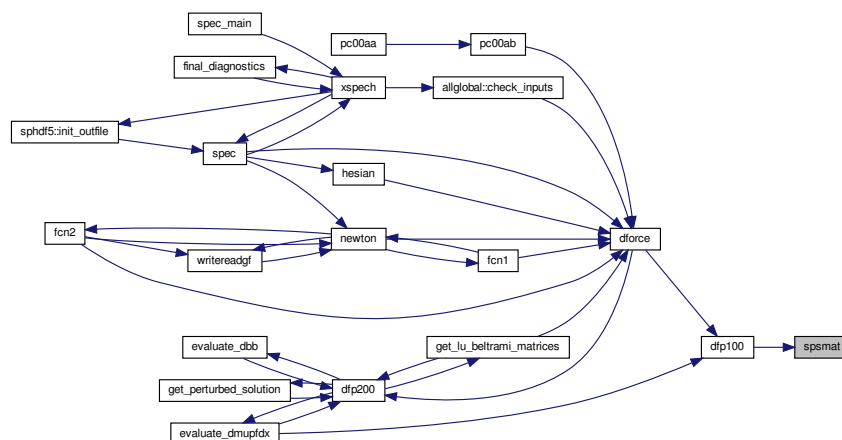 spec_main
pc00aa
pc00ab
final_diagnostics
xspech
allglobal::check_inputs
sphdf5::init_outfile
spec
hesian
fcn2
newton
dforce
writereadgf
fcn1
evaluate_dbb
get_lu_beltrami_matrices
dfp100
spsmat
get_perturbed_solution
dfp200
evaluate_dmupfdx